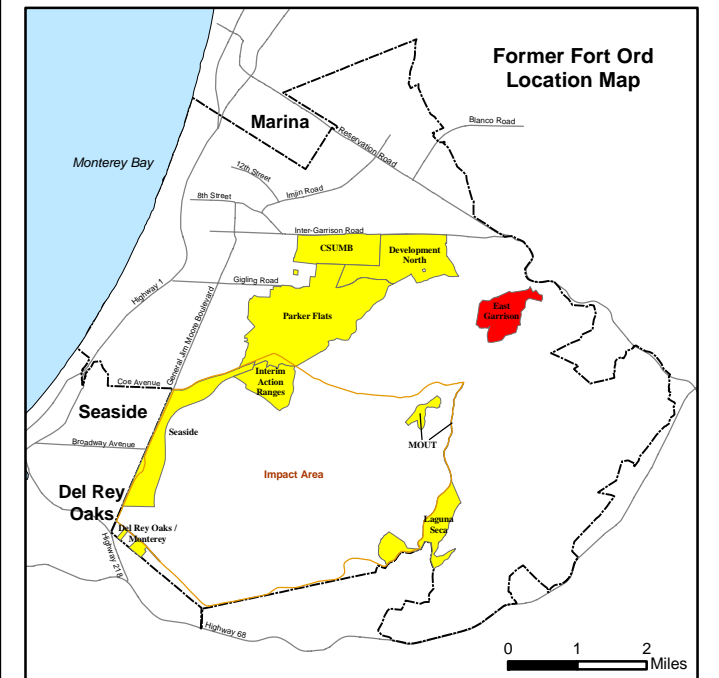 Former Fort Ord
Location Map
Marina
Blanco Road
Reservation Road
Monterey Bay
12th Street
Imjin Road
8th Street
Inter-Garrison Road
CSUMB
Development
North
Gigling Road
Highway 1
General Jim Moore Boulevard
East
Garrison
Parker Flats
Interim
Action
Ranges
Coe Avenue
Seaside
Seaside
Broadway Avenue
MOUT
Impact Area
Del Rey
Oaks
Del Rey Oaks /
Monterey
Laguna
Seca
Highway 218
Highway 68
0 1 2
Miles